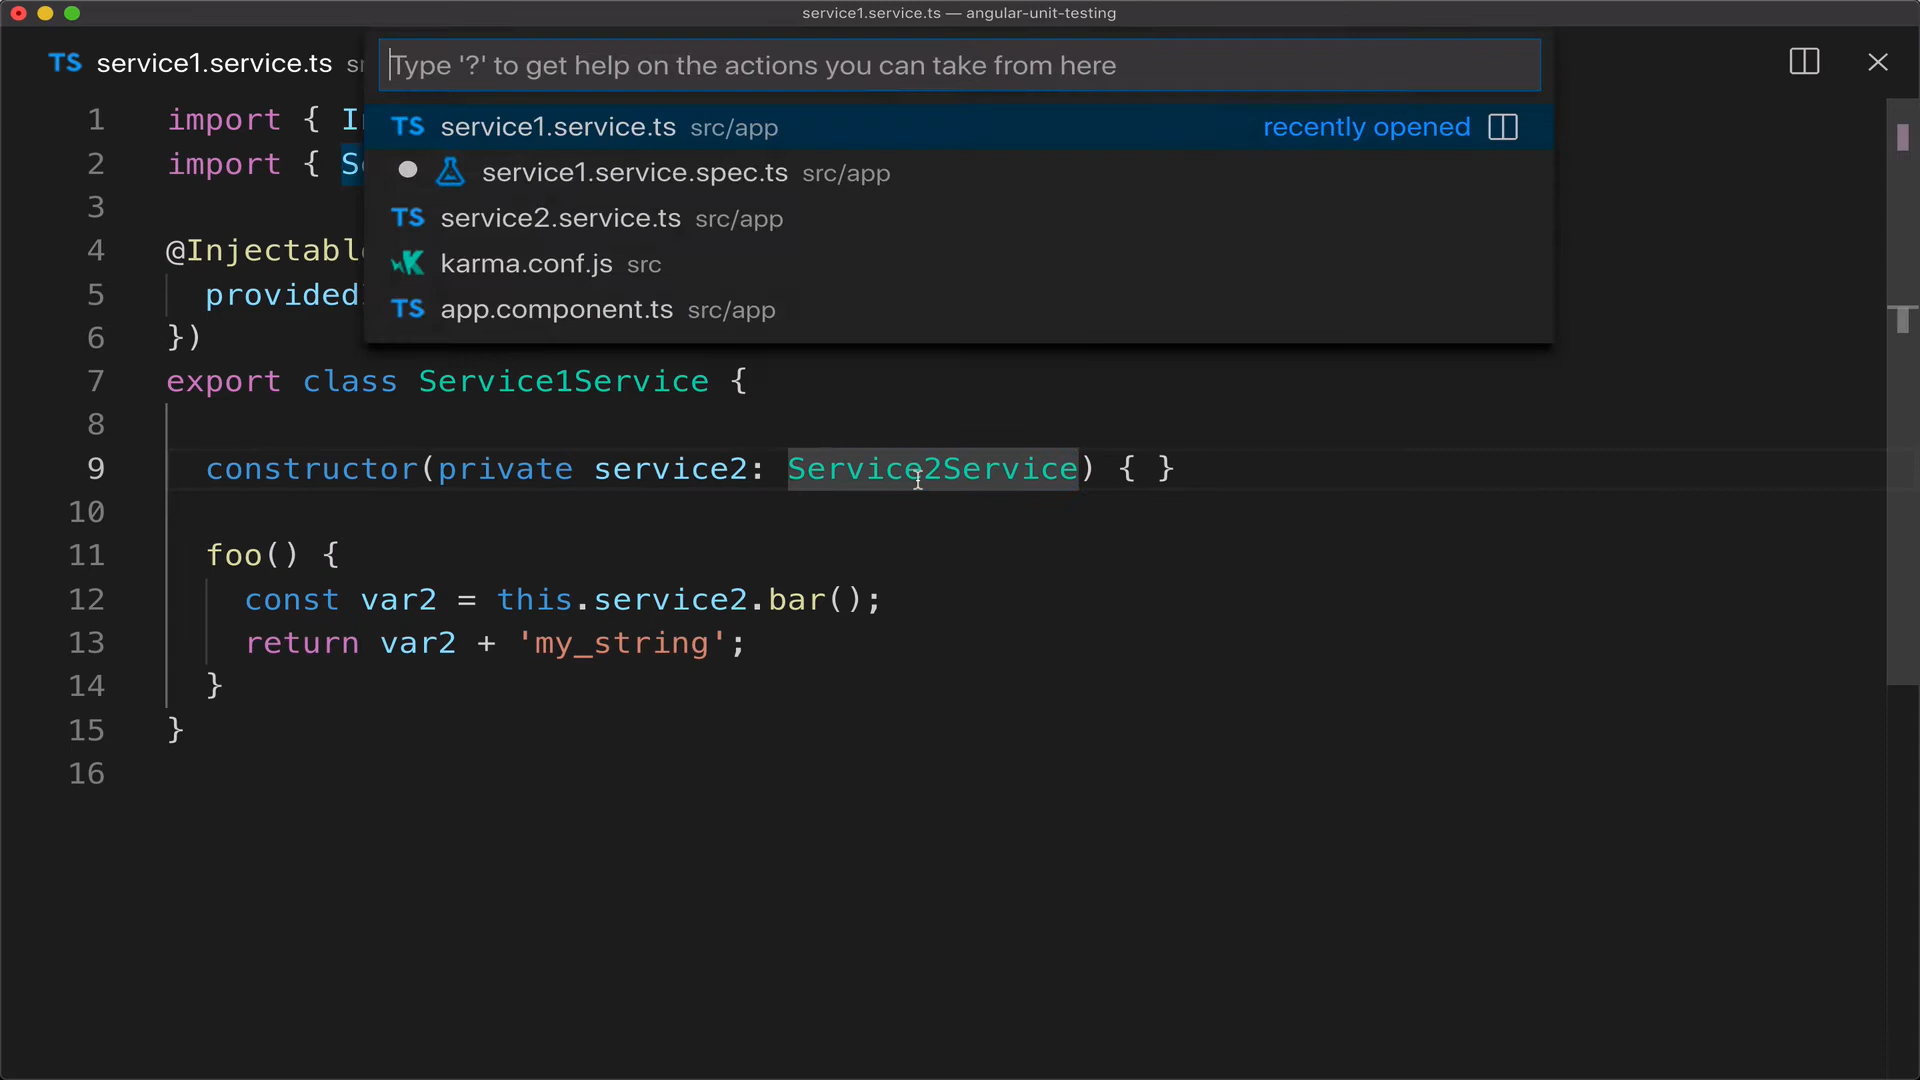 service1.service.ts — angular-unit-testing
TS service1.service.ts
Type '?' to get help on the actions you can take from here
TS service1.service.ts src/app recently opened
service1.service.spec.ts src/app
TS service2.service.ts src/app
K karma.conf.js src
TS app.component.ts src/app
1 import { I
2 import { S
3
4 @Injectabl
5 provided
6 })
7 export class Service1Service {
8
9 constructor(private service2: Service2Service) { }
10
11 foo() {
12 const var2 = this.service2.bar();
13 return var2 + 'my_string';
14 }
15 }
16